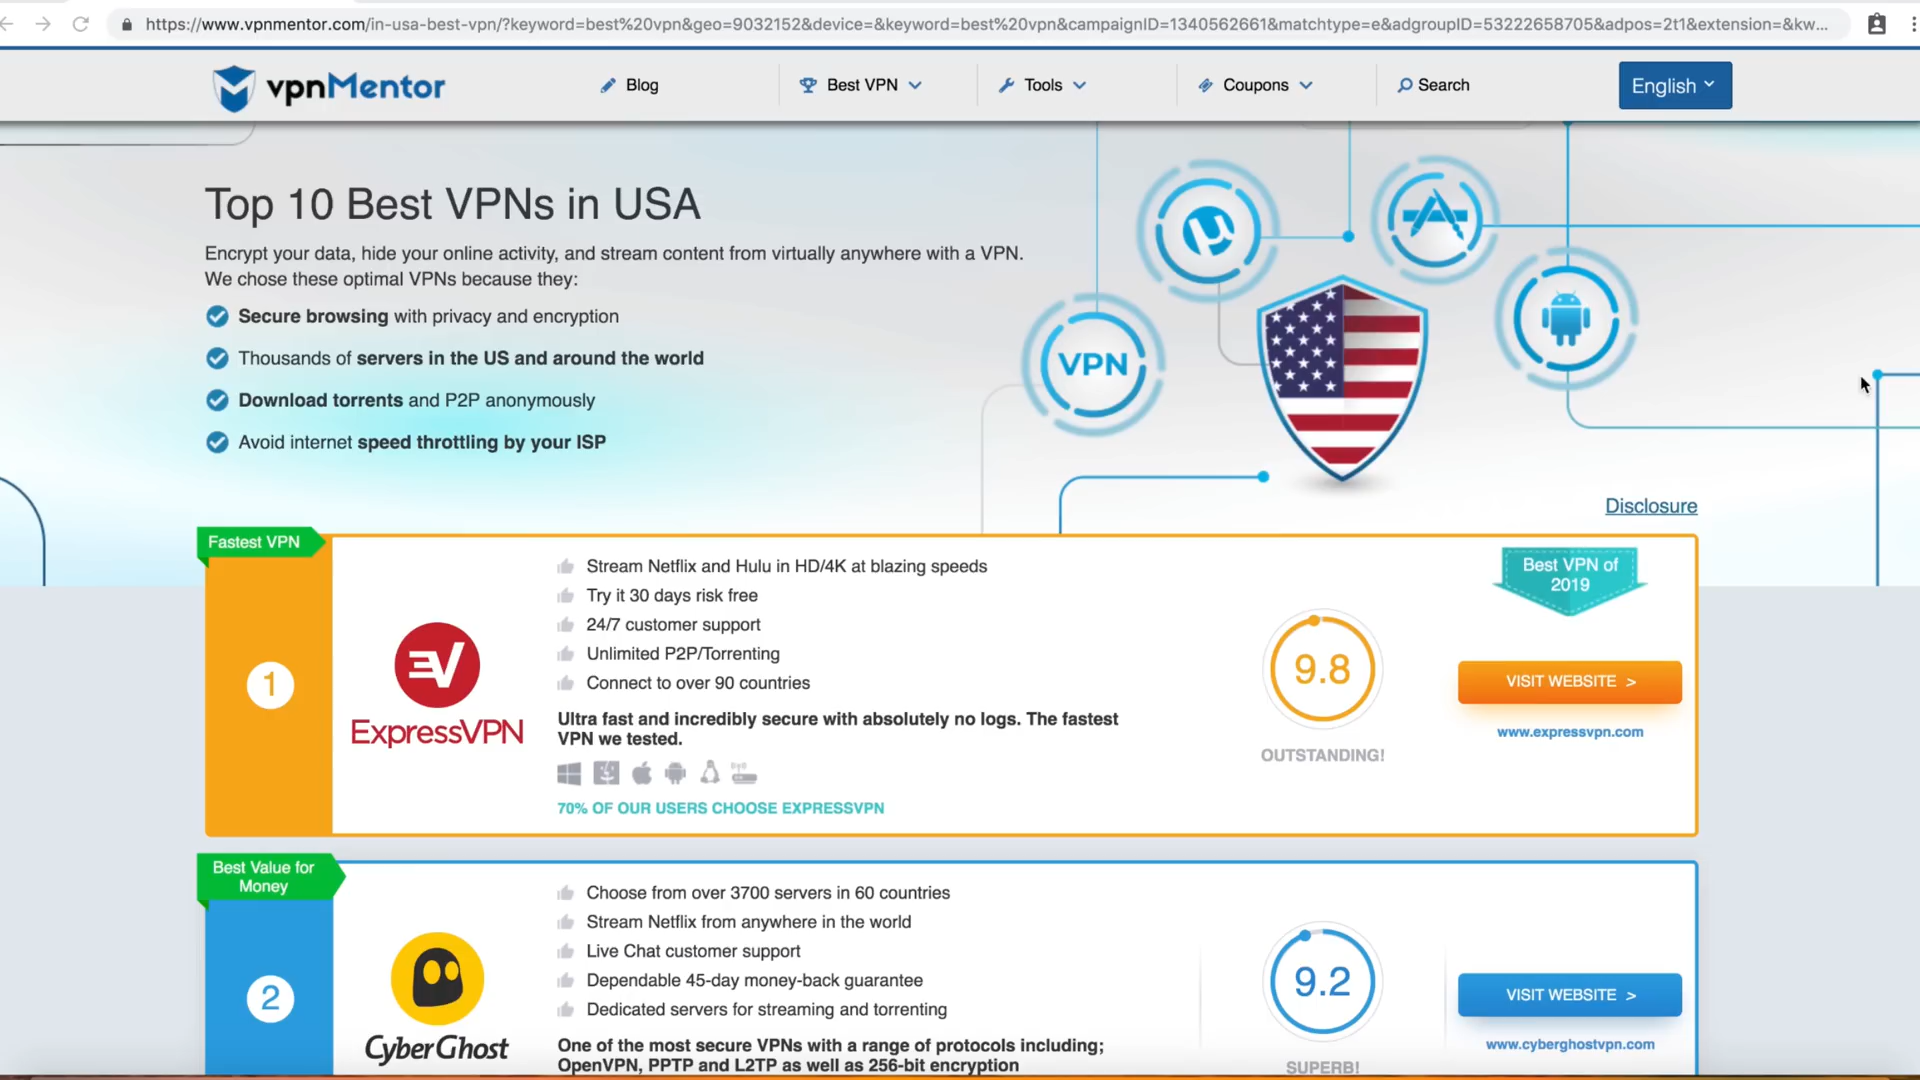 https://www.vpnmentor.com/in-usa-best-vpn/?keyword=best%20vpn&geo=9032152&device=&keyword=best%20vpn&campaignID=1340562661&matchtype=e&adgroupID=53222658705&adpos=2t1&extension=&kw...
vpnMentor
Blog
Best VPN
Tools
Coupons
Search
English
Top 10 Best VPNs in USA
Encrypt your data, hide your online activity, and stream content from virtually anywhere with a VPN.
We chose these optimal VPNs because they:
Secure browsing with privacy and encryption
Thousands of servers in the US and around the world
Download torrents and P2P anonymously
Avoid internet speed throttling by your ISP
VPN
Disclosure
Fastest VPN
1
ExpressVPN
Stream Netflix and Hulu in HD/4K at blazing speeds
Try it 30 days risk free
24/7 customer support
Unlimited P2P/Torrenting
Connect to over 90 countries
Ultra fast and incredibly secure with absolutely no logs. The fastest
VPN we tested.
70% OF OUR USERS CHOOSE EXPRESSVPN
9.8
OUTSTANDING!
Best VPN of
2019
VISIT WEBSITE >
www.expressvpn.com
Best Value for
Money
2
CyberGhost
Choose from over 3700 servers in 60 countries
Stream Netflix from anywhere in the world
Live Chat customer support
Dependable 45-day money-back guarantee
Dedicated servers for streaming and torrenting
One of the most secure VPNs with a range of protocols including;
OpenVPN, PPTP and L2TP as well as 256-bit encryption
9.2
SUPERB!
VISIT WEBSITE >
www.cyberghostvpn.com